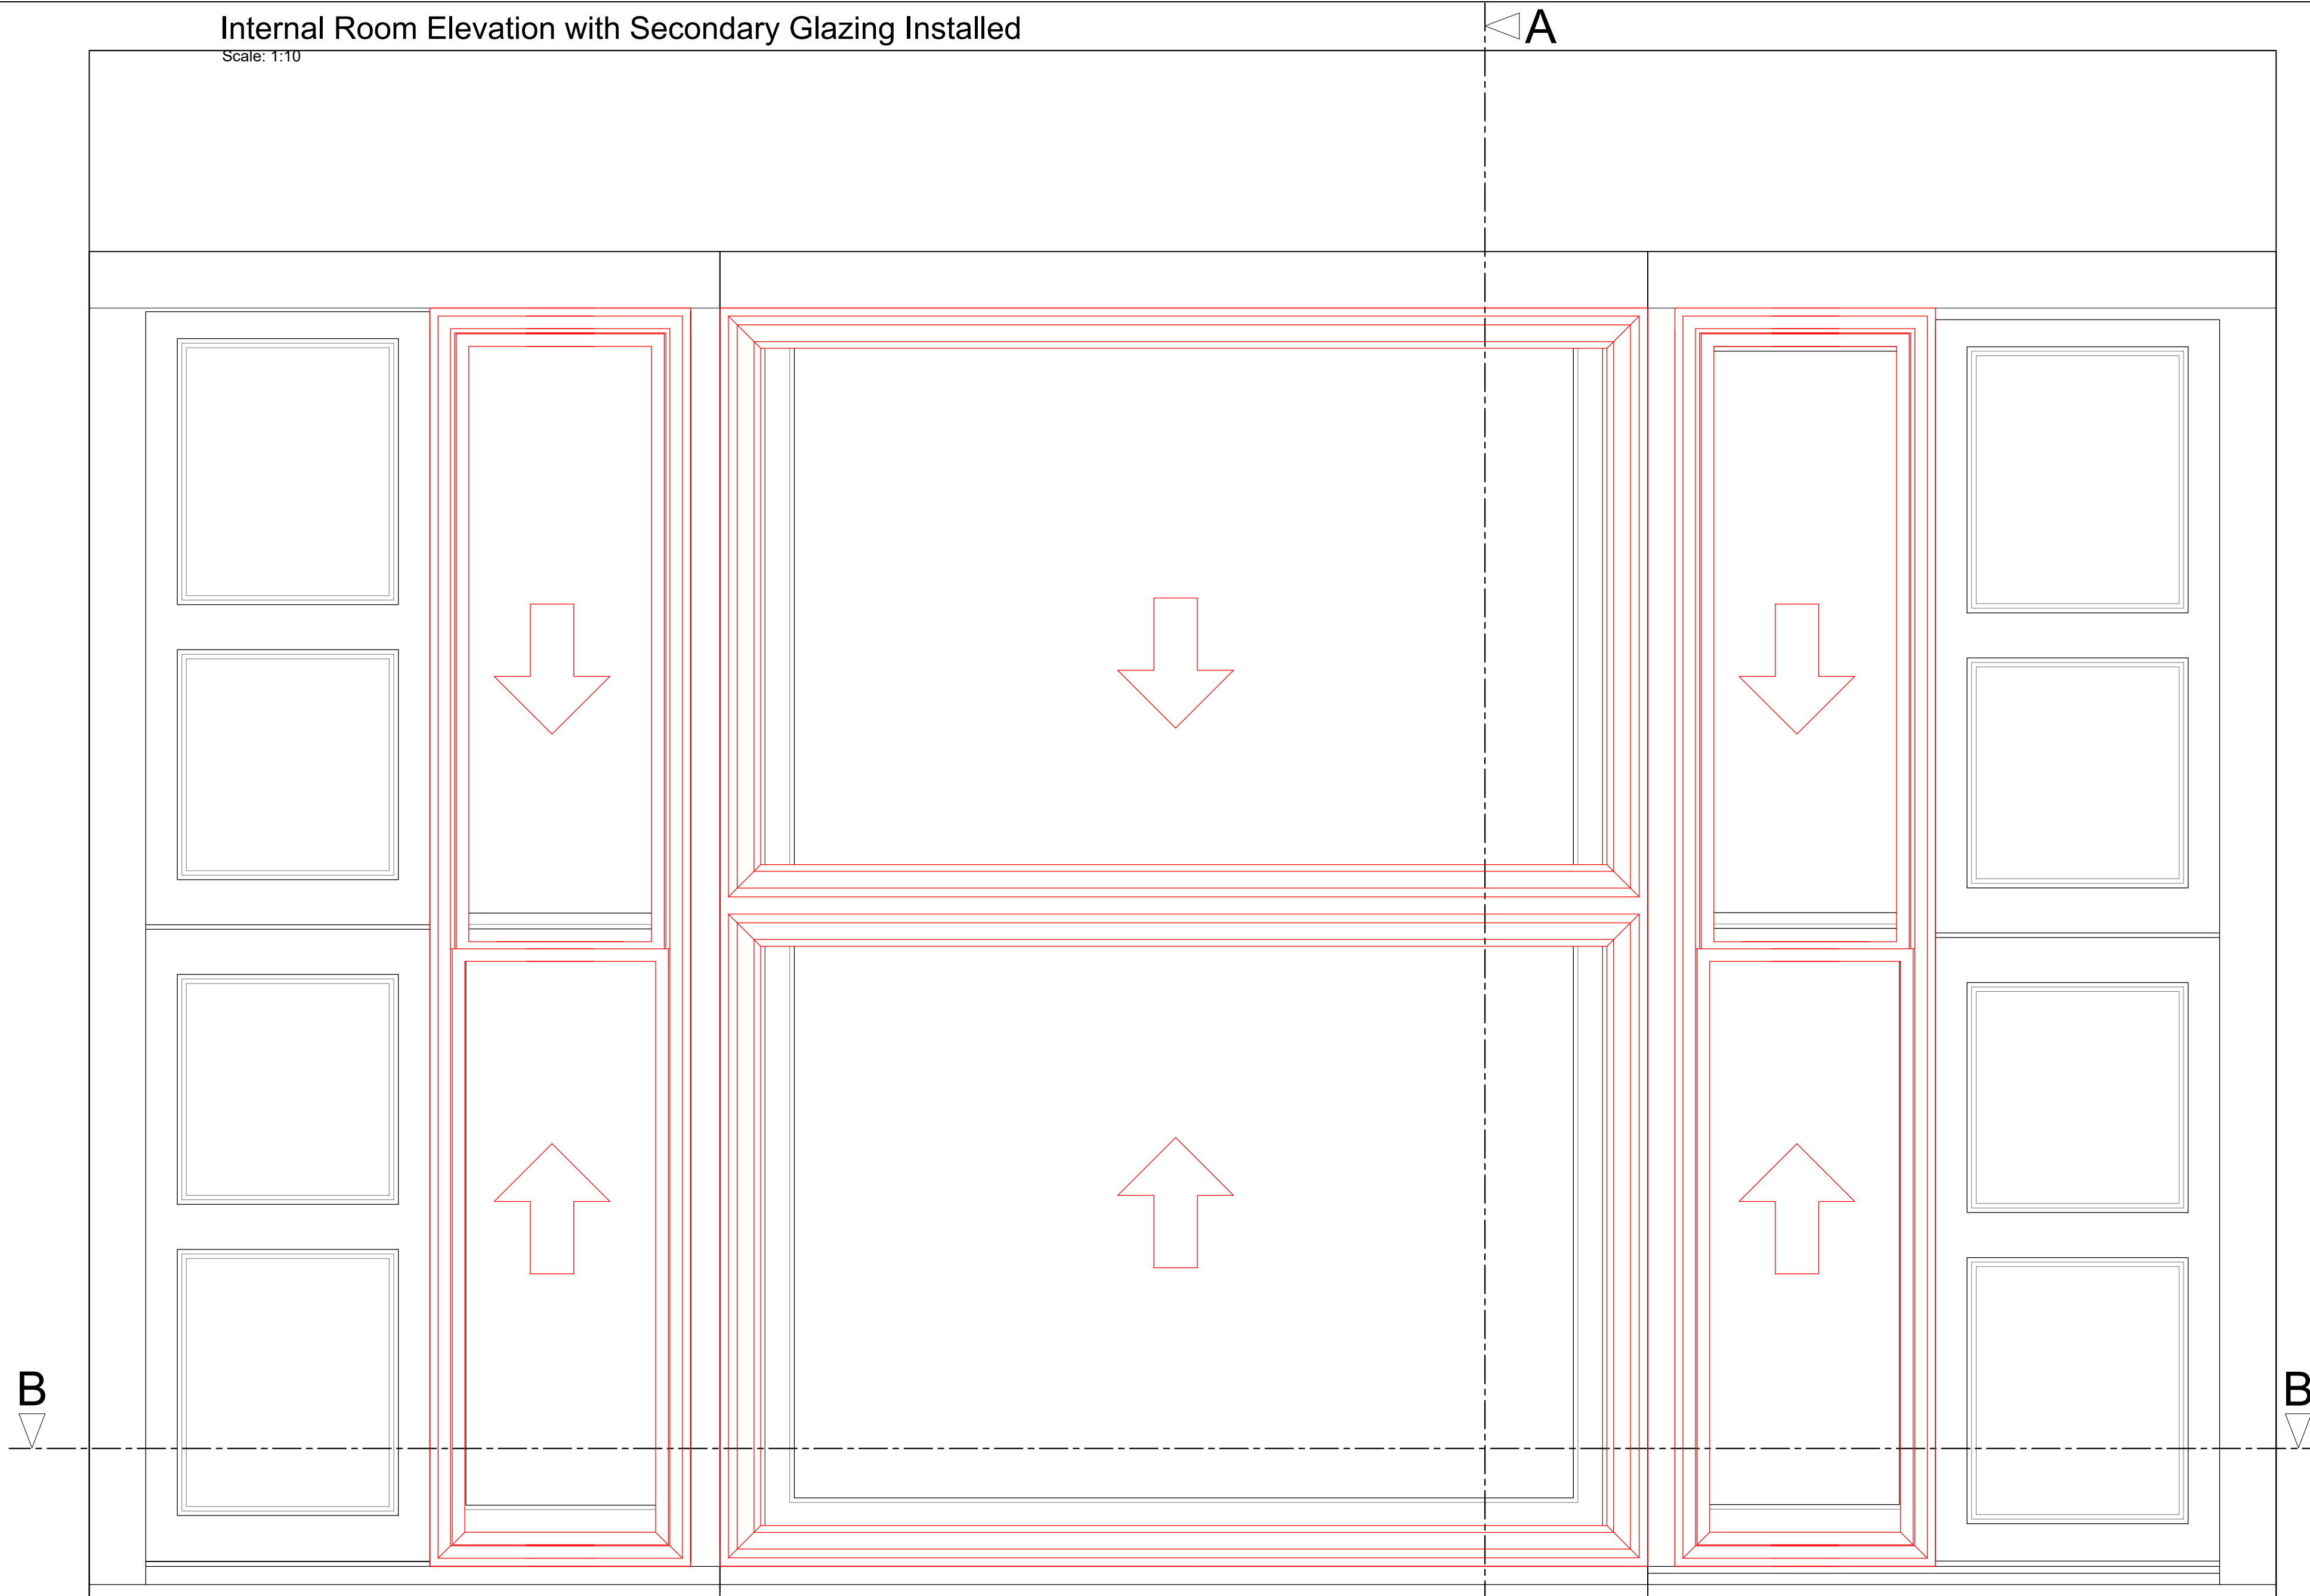 Internal Room Elevation with Secondary Glazing Installed
A
Scale: 1:10
B
B